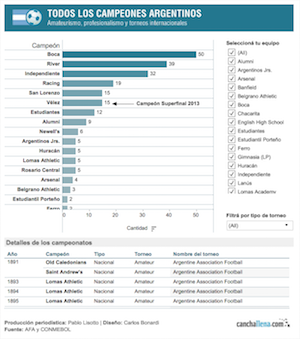 TODOS LOS CAMPEONES ARGENTINOS
Amateurismo, profesionalismo y torneos internacionales
Campeón
Boca 50
River 39
Independiente 32
Racing 19
San Lorenzo 15
Vélez 15 Campeón Superfinal 2013
Estudiantes 12
Alumni 9
Newell's 6
Argentinos Jrs. 5
Huracán 5
Lomas Athletic 5
Rosario Central 5
Arsenal 4
Belgrano Athletic 3
Estudiantil Porteño 2
Ferro 2
0 10 20 30 40 50
Cantidad
Seleccioná tu equipo
(All)
Alumni
Argentinos Jrs.
Arsenal
Banfield
Belgrano Athletic
Boca
Chacarita
English High School
Estudiantes
Estudiantil Porteño
Ferro
Gimnasia (LP)
Huracán
Independiente
Lanús
Lomas Academy
Filtrá por tipo de torneo
(All)
Detalles de los campeonatos
Año Campeón Tipo Torneo Nombre del torneo
1891 Old Caledonians Nacional Amateur Argentine Association Football
Saint Andrew's Nacional Amateur Argentine Association Football
1893 Lomas Athletic Nacional Amateur Argentine Association Football
1894 Lomas Athletic Nacional Amateur Argentine Association Football
1895 Lomas Athletic Nacional Amateur Argentine Association Football
Producción periodística: Pablo Lisotto | Diseño: Carlos Bonerdi
Fuente: AFA y CONMEBOL
canchallena.com